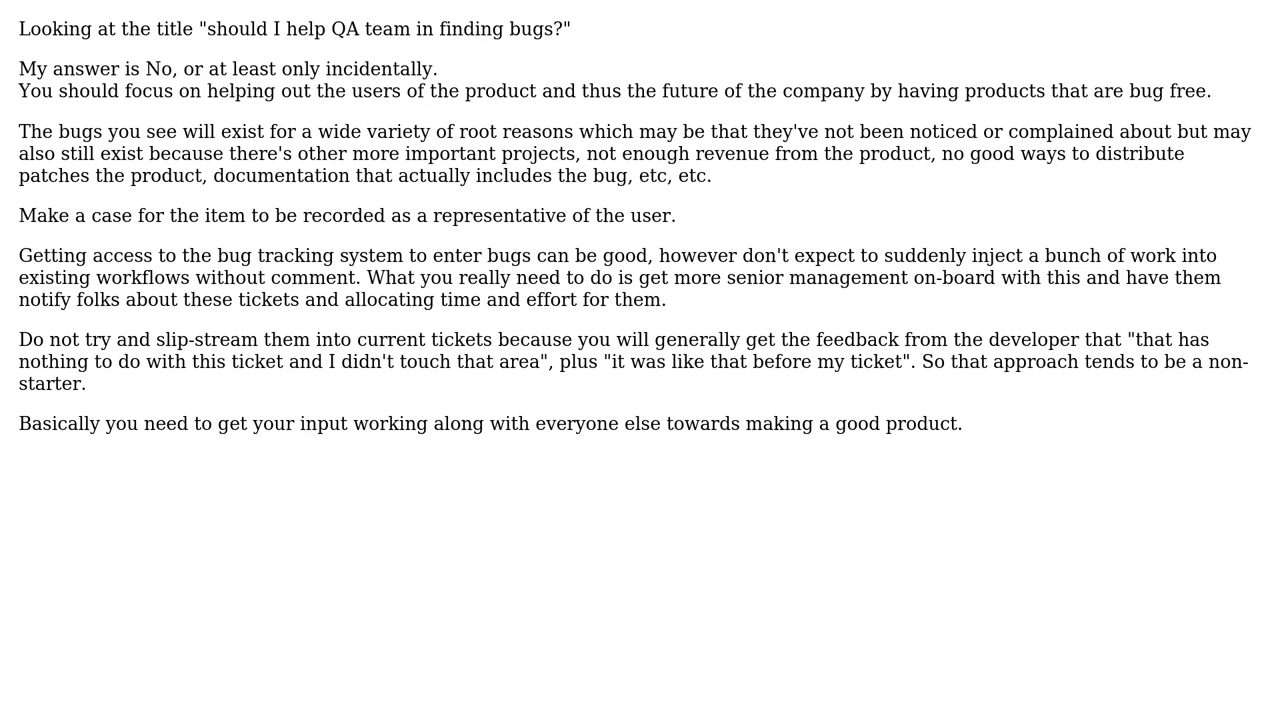 Looking at the title "should I help QA team in finding bugs?"
My answer is No, or at least only incidentally.
You should focus on helping out the users of the product and thus the future of the company by having products that are bug free.
The bugs you see will exist for a wide variety of root reasons which may be that they've not been noticed or complained about but may
also still exist because there's other more important projects, not enough revenue from the product, no good ways to distribute
patches the product, documentation that actually includes the bug, etc, etc.
Make a case for the item to be recorded as a representative of the user.
Getting access to the bug tracking system to enter bugs can be good, however don't expect to suddenly inject a bunch of work into
existing workflows without comment. What you really need to do is get more senior management on-board with this and have them
notify folks about these tickets and allocating time and effort for them.
Do not try and slip-stream them into current tickets because you will generally get the feedback from the developer that "that has
nothing to do with this ticket and I didn't touch that area", plus "it was like that before my ticket". So that approach tends to be a non-
starter.
Basically you need to get your input working along with everyone else towards making a good product.